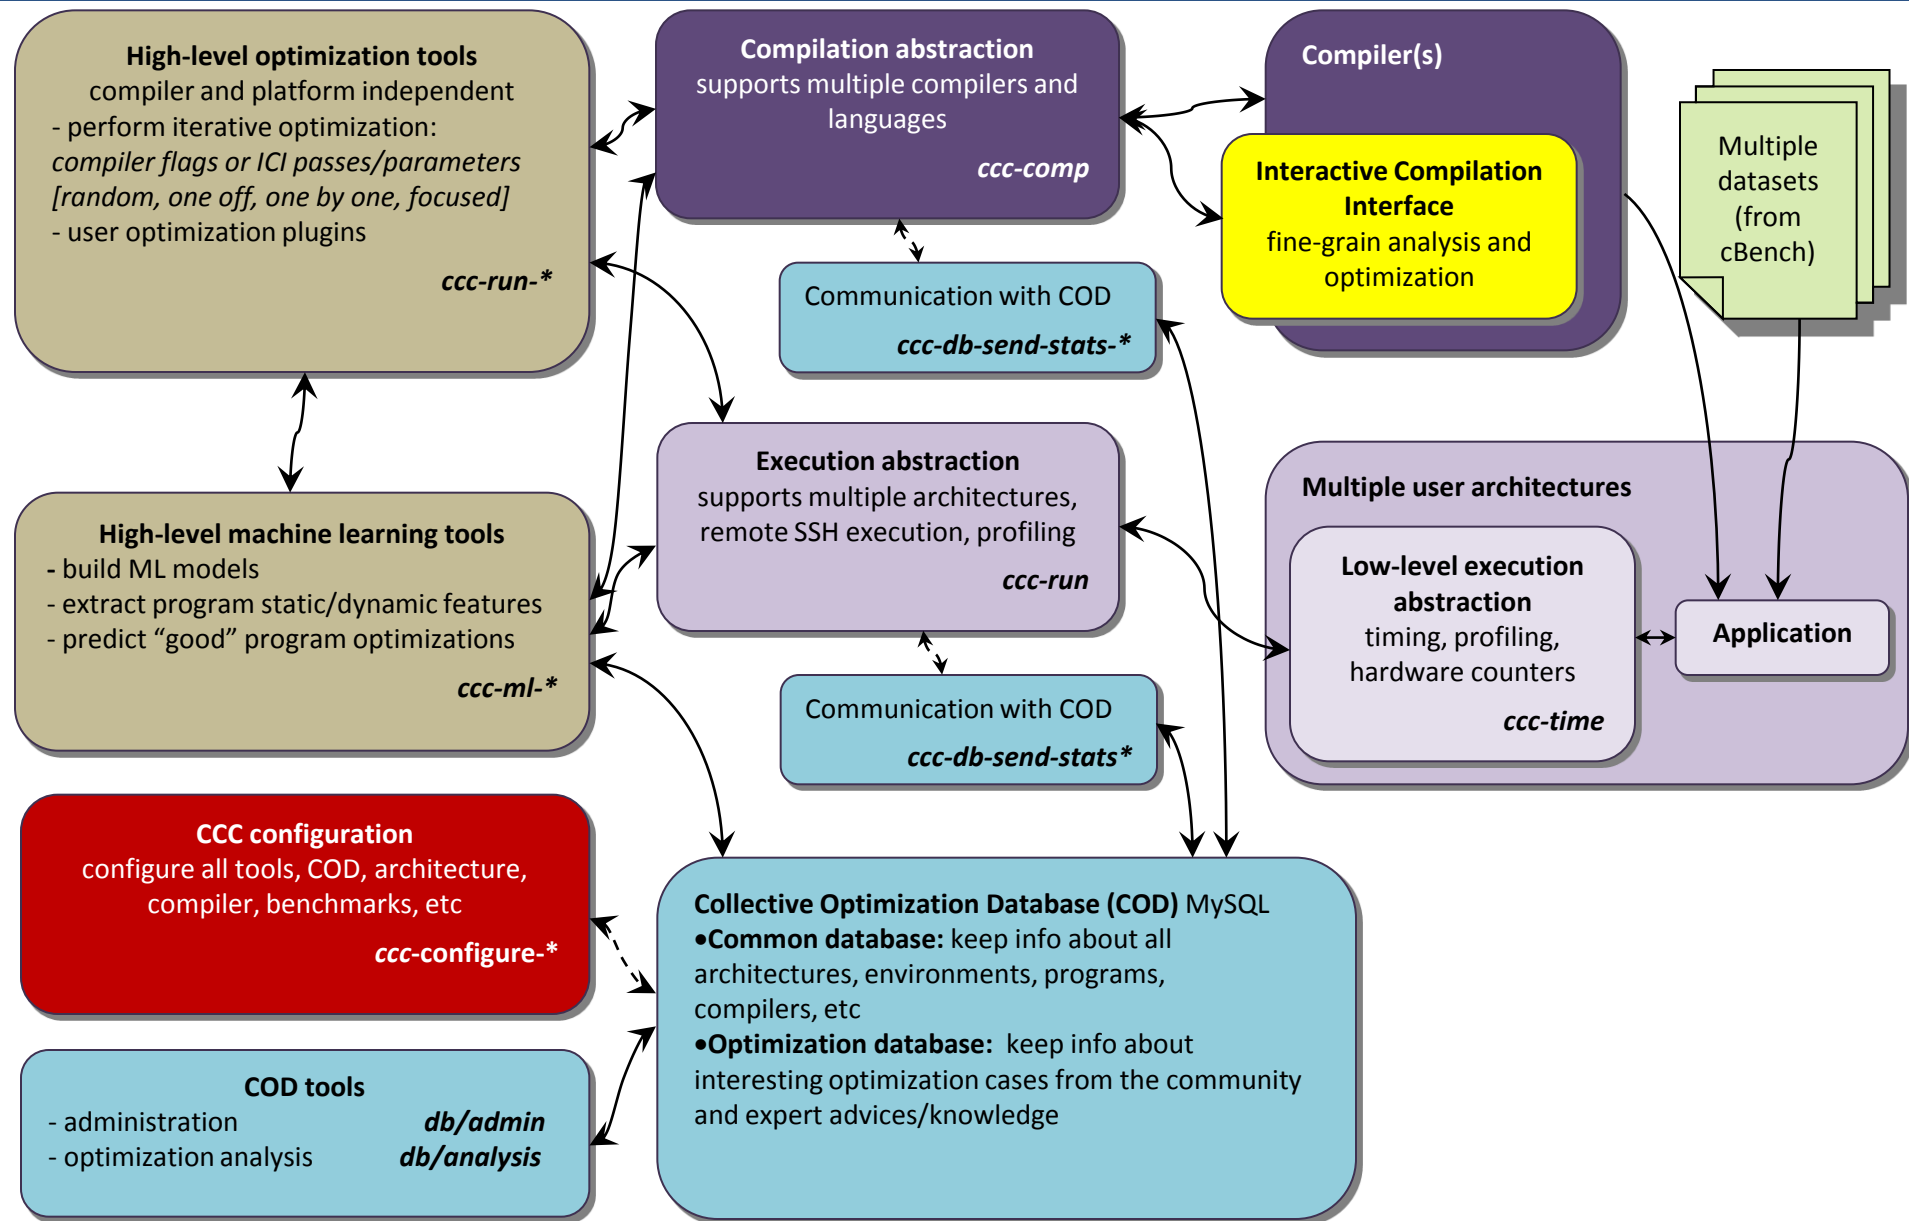 High-level optimization tools
compiler and platform independent
- perform iterative optimization:
compiler flags or ICI passes/parameters
[random, one off, one by one, focused]
- user optimization plugins
ccc-run-*
Compilation abstraction
supports multiple compilers and
languages
ccc-comp
Compiler(s)
Interactive Compilation
Interface
fine-grain analysis and
optimization
Multiple
datasets
(from
cBench)
Communication with COD
ccc-db-send-stats-*
High-level machine learning tools
- build ML models
- extract program static/dynamic features
- predict “good” program optimizations
ccc-ml-*
Execution abstraction
supports multiple architectures,
remote SSH execution, profiling
ccc-run
Multiple user architectures
Low-level execution
abstraction
timing, profiling,
hardware counters
ccc-time
Application
Communication with COD
ccc-db-send-stats*
CCC configuration
configure all tools, COD, architecture,
compiler, benchmarks, etc
ccc-configure-*
Collective Optimization Database (COD) MySQL
•Common database: keep info about all
architectures, environments, programs,
compilers, etc
•Optimization database:  keep info about
interesting optimization cases from the community
and expert advices/knowledge
COD tools
- administration db/admin
- optimization analysis db/analysis